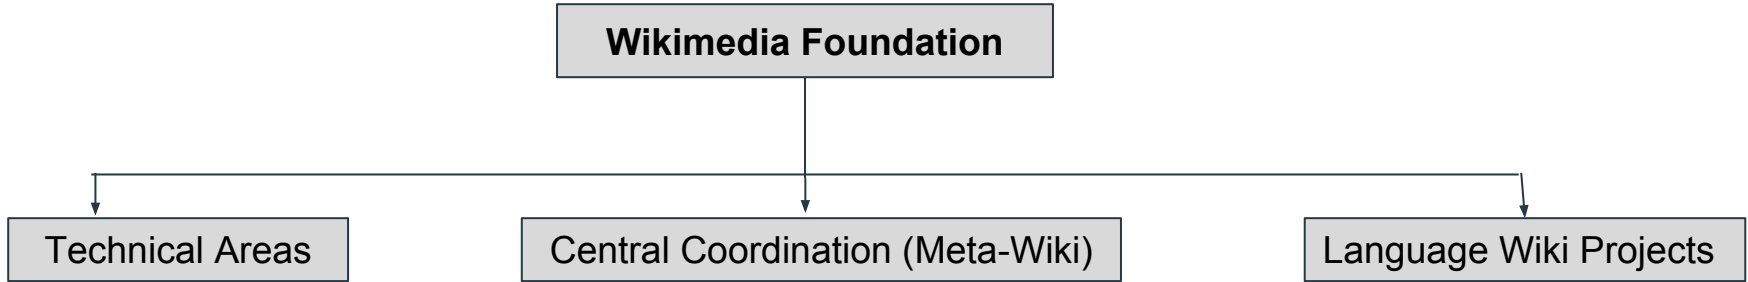 Wikimedia Foundation
Technical Areas
Central Coordination (Meta-Wiki)
Language Wiki Projects